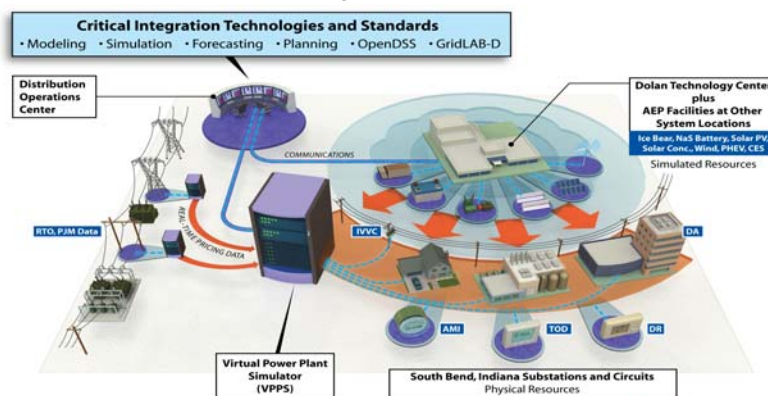 Critical Integration Technologies and Standards
• Modeling • Simulation • Forecasting • Planning • OpenDSS • GridLAB-D
Distribution
Operations
Center
Dolan Technology Center
plus
AEP Facilities at Other
System Locations
Ice Bear, NaS Battery, Solar PV,
Solar Conc., Wind, PHEV, CES
Simulated Resources
COMMUNICATIONS
RTO, PJM Data
REAL-TIME PRICING DATA
IVVC
DA
AMI
TOD
DR
Virtual Power Plant
Simulator
(VPPS)
South Bend, Indiana Substations and Circuits
Physical Resources